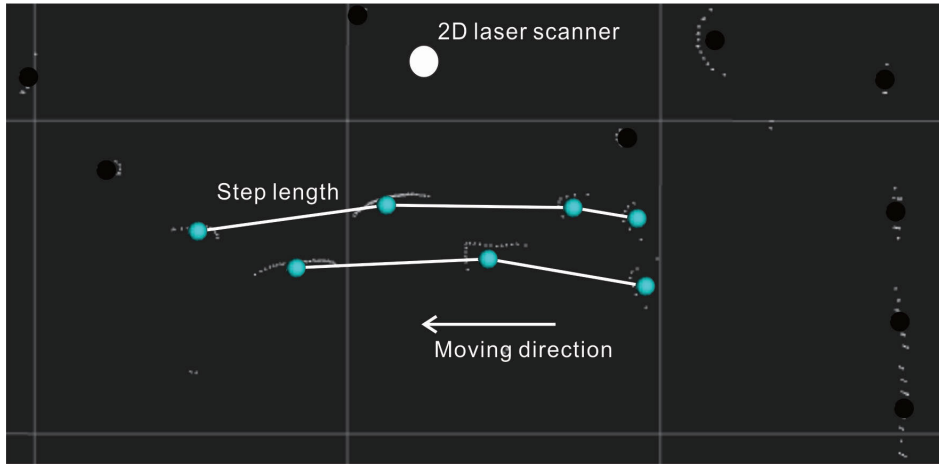 2D laser scanner
Step length
Moving direction